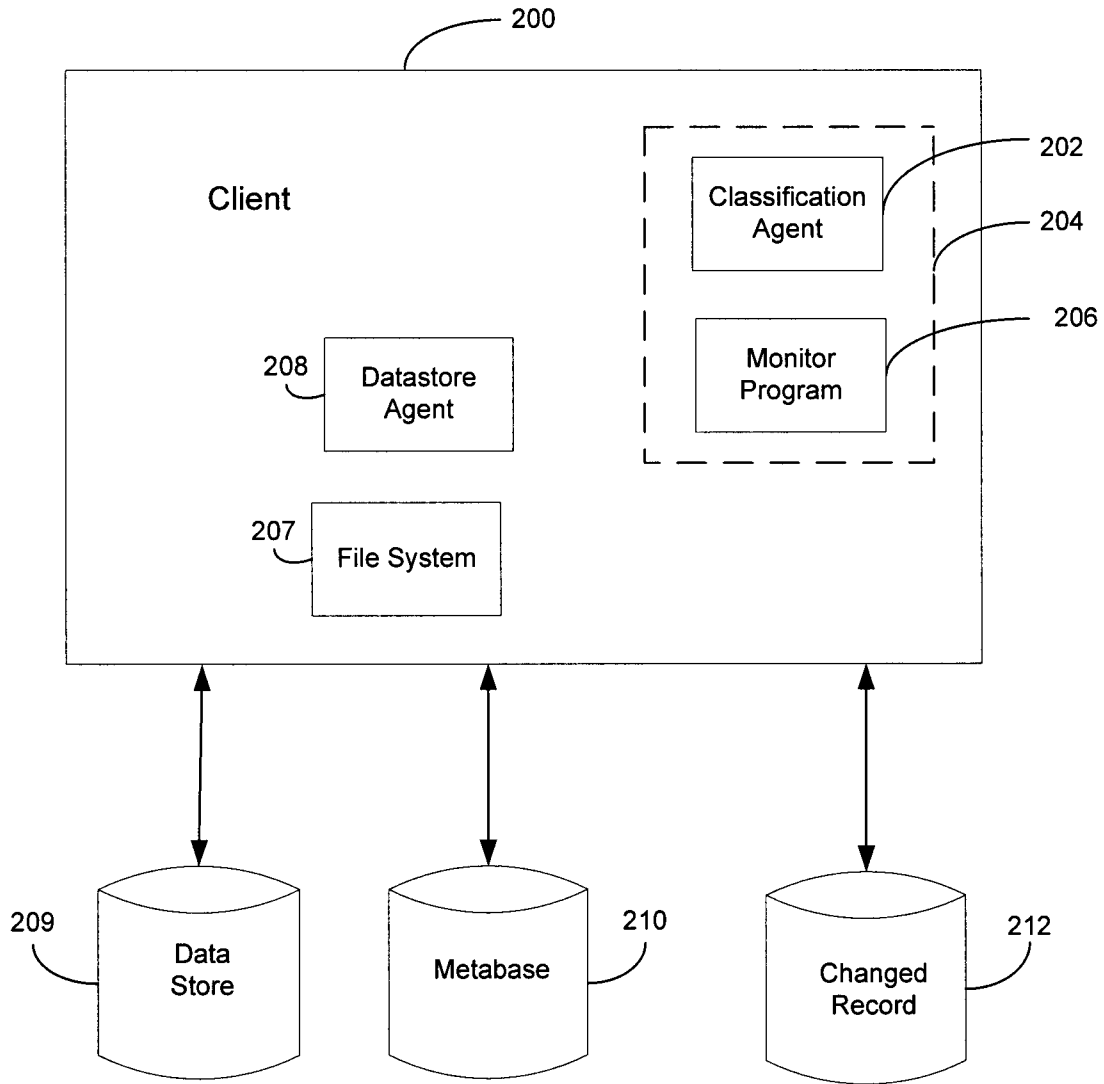 200
Client
Classification
Agent
202
204
Monitor
Program
206
208
Datastore
Agent
207
File System
209
Data
Store
Metabase
210
Changed
Record
212